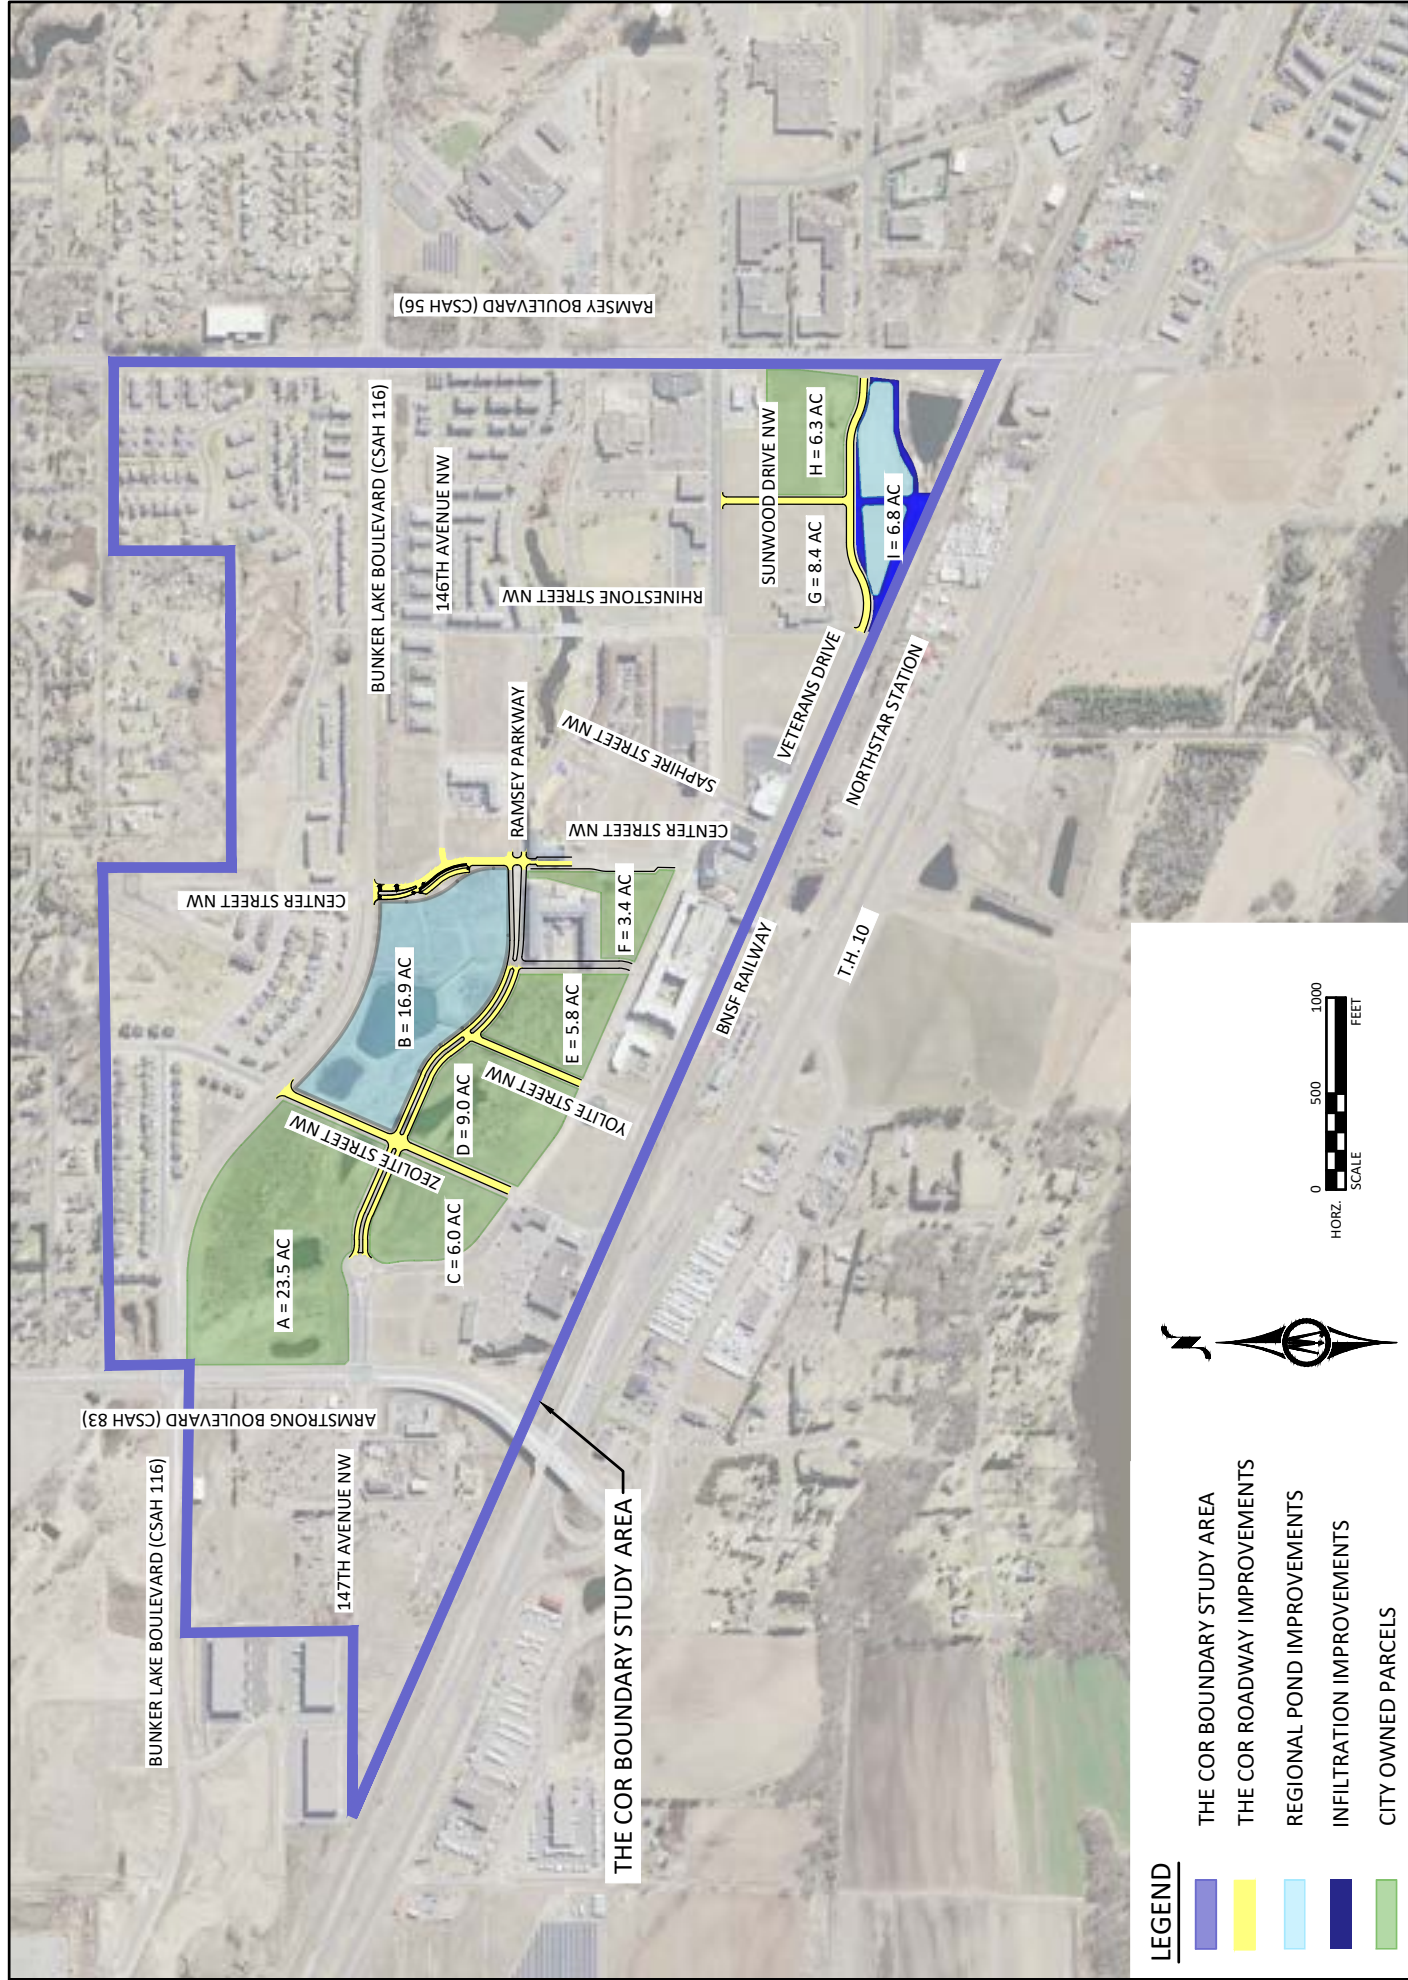 BUNKER LAKE BOULEVARD (CSAH 116)
ARMSTRONG BOULEVARD (CSAH 83)
147TH AVENUE NW
CENTER STREET NW
BUNKER LAKE BOULEVARD (CSAH 116)
146TH AVENUE NW
RAMSEY BOULEVARD (CSAH 56)
A = 23.5 AC
ZEOLITE STREET NW
B = 16.9 AC
C = 6.0 AC
D = 9.0 AC
YOLITE STREET NW
E = 5.8 AC
F = 3.4 AC
RAMSEY PARKWAY
CENTER STREET NW
SAPHIRE STREET NW
RHINESTONE STREET NW
SUNWOOD DRIVE NW
G = 8.4 AC
H = 6.3 AC
I = 6.8 AC
VETERANS DRIVE
NORTHSTAR STATION
BNSF RAILWAY
T.H. 10
THE COR BOUNDARY STUDY AREA
LEGEND
THE COR BOUNDARY STUDY AREA
THE COR ROADWAY IMPROVEMENTS
REGIONAL POND IMPROVEMENTS
INFILTRATION IMPROVEMENTS
CITY OWNED PARCELS
N
0 500 1000
HORZ. SCALE FEET